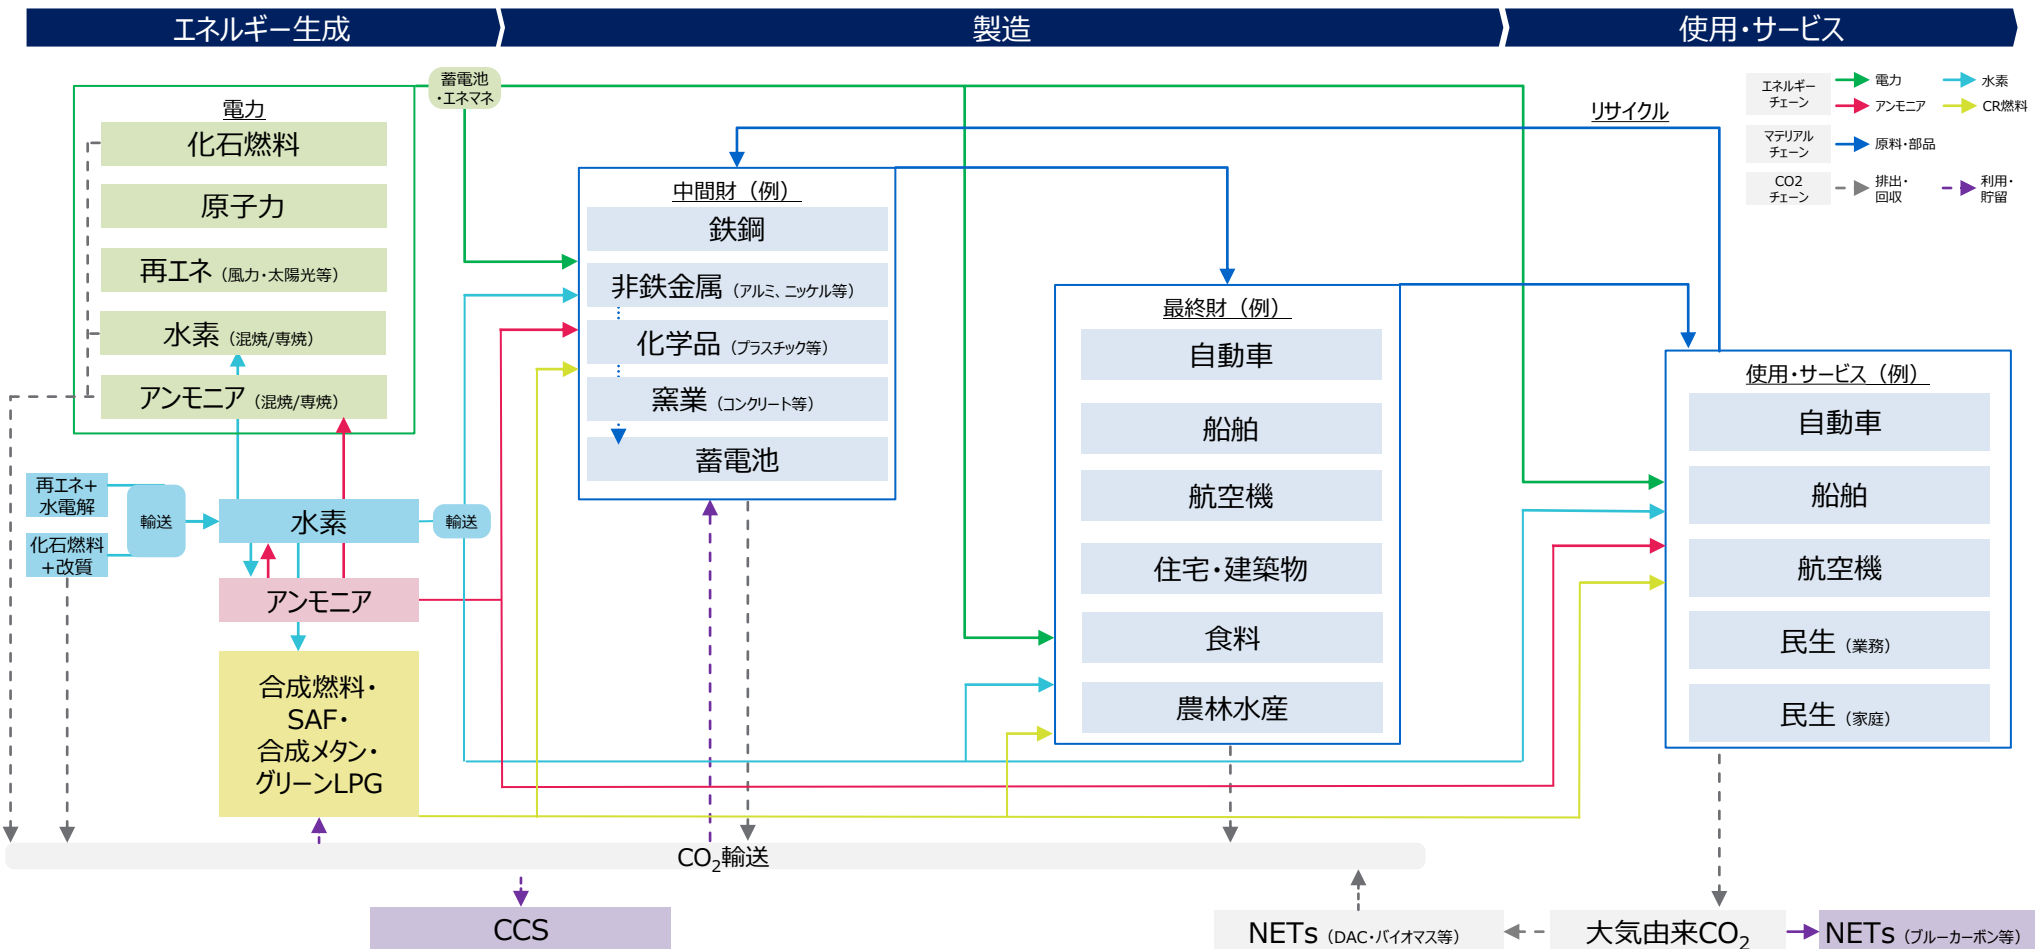 エネルギー生成
製造
使用・サービス
蓄電池
・エネマネ
電力
化石燃料
原子力
再エネ（風力・太陽光等）
水素（混焼/専焼）
アンモニア（混焼/専焼）
再エネ+
水電解
化石燃料
+改質
輸送
水素
輸送
アンモニア
合成燃料・
SAF・
合成メタン・
グリーンLPG
中間財（例）
鉄鋼
非鉄金属（アルミ、ニッケル等）
化学品（プラスチック等）
窯業（コンクリート等）
蓄電池
最終財（例）
自動車
船舶
航空機
住宅・建築物
食料
農林水産
リサイクル
エネルギー
チェーン
電力
水素
アンモニア
CR燃料
マテリアル
チェーン
原料・部品
CO2
チェーン
排出・
回収
利用・
貯留
使用・サービス（例）
自動車
船舶
航空機
民生（業務）
民生（家庭）
CO₂輸送
CCS
NETs（DAC・バイオマス等）
大気由来CO₂
NETs（ブルーカーボン等）